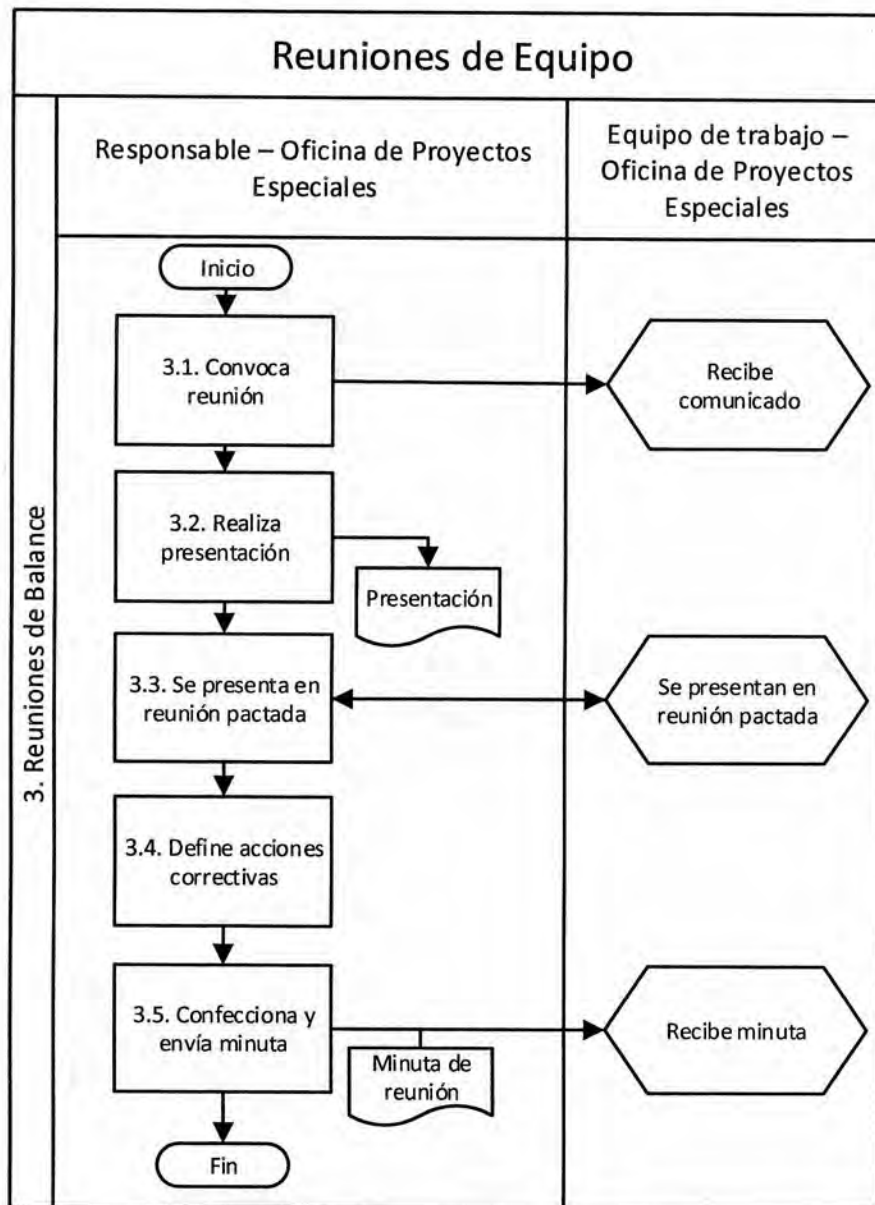 Reuniones de Equipo
3. Reuniones de Balance
Responsable – Oficina de Proyectos
Especiales
Equipo de trabajo –
Oficina de Proyectos
Especiales
Inicio
3.1. Convoca
reunión
Recibe
comunicado
3.2. Realiza
presentación
Presentación
3.3. Se presenta en
reunión pactada
Se presentan en
reunión pactada
3.4. Define acciones
correctivas
3.5. Confecciona y
envía minuta
Minuta de
reunión
Recibe minuta
Fin